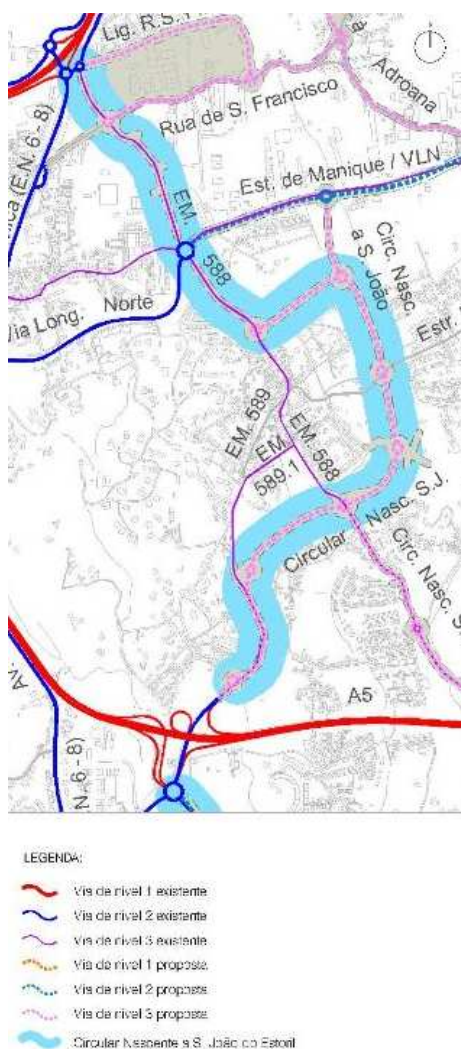 Lig. R.S.
Adroana
Rua de S. Francisco
(E.N. 6 - 8)
Est. de Manique / VLN
EM. 588
Circ. Nasc
a S. João
Via Long. Norte
Estr.
EM. 589
EM. 589.1
EM. 588
Circular Nasc. S.J.
Circ. Nasc. S.
A5
Av.
N. 6 - 8)
LEGENDA:
Via de nível 1 existente
Via de nível 2 existente
Via de nível 3 existente
Via de nível 1 proposta
Via de nível 2 proposta
Via de nível 3 proposta
Circular Nascente a S. João do Estoril